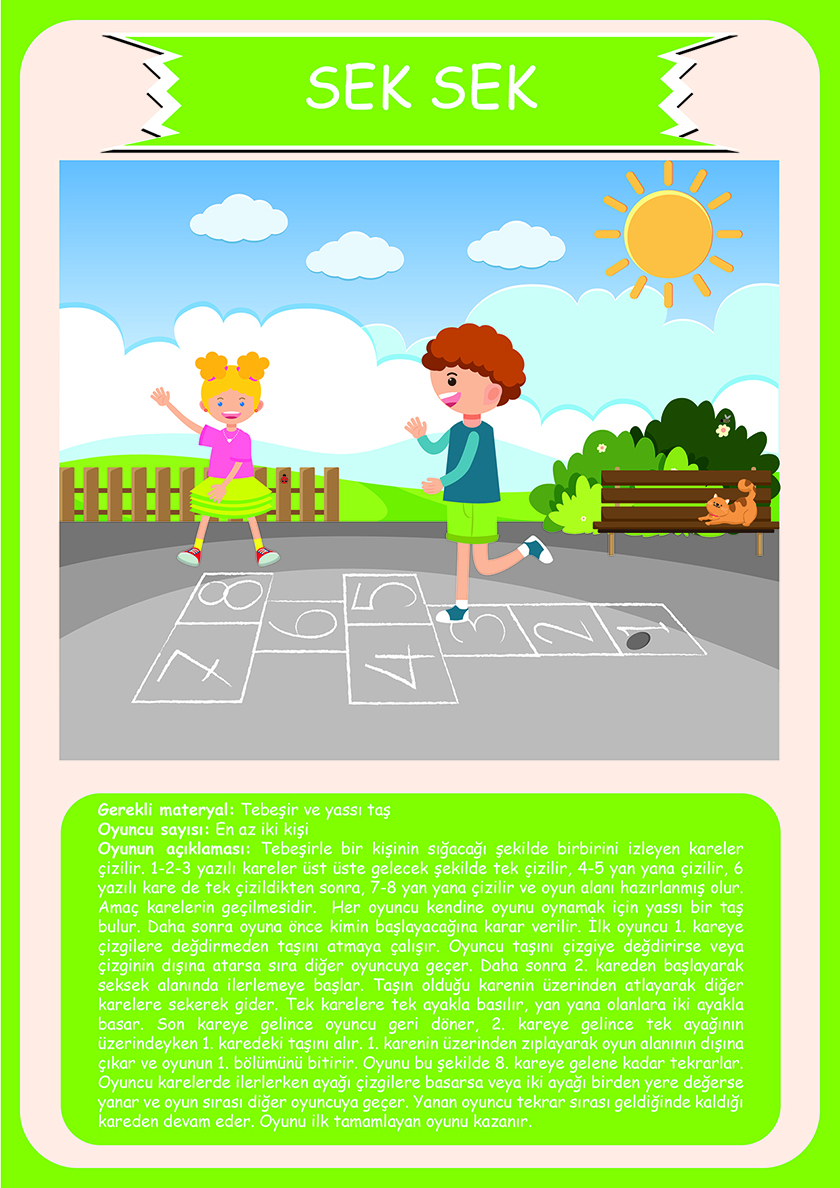 SEK SEK
8
5
6
7
4
3
2
1
Gerekli materyal: Tebeşir ve yassı taş
Oyuncu sayısı: En az iki kişi
Oyunun açıklaması: Tebeşirle bir kişinin sığacağı şekilde birbirini izleyen kareler
çizilir. 1-2-3 yazılı kareler üst üste gelecek şekilde tek çizilir, 4-5 yan yana çizilir, 6
yazılı kare de tek çizildikten sonra, 7-8 yan yana çizilir ve oyun alanı hazırlanmış olur.
Amaç karelerin geçilmesidir. Her oyuncu kendine oyunu oynamak için yassı bir taş
bulur. Daha sonra oyuna önce kimin başlayacağına karar verilir. İlk oyuncu 1. kareye
çizgilere değdirmeden taşını atmaya çalışır. Oyuncu taşını çizgiye değdirirse veya
çizginin dışına atarsa sıra diğer oyuncuya geçer. Daha sonra 2. kareden başlayarak
seksek alanında ilerlemeye başlar. Taşın olduğu karenin üzerinden atlayarak diğer
karelere sekerek gider. Tek karelere tek ayakla basılır, yan yana olanlara iki ayakla
basar. Son kareye gelince oyuncu geri döner, 2. kareye gelince tek ayağının
üzerindeyken 1. karedeki taşını alır. 1. karenin üzerinden zıplayarak oyun alanının dışına
çıkar ve oyunun 1. bölümünü bitirir. Oyunu bu şekilde 8. kareye gelene kadar tekrarlar.
Oyuncu karelerde ilerlerken ayağı çizgilere basarsa veya iki ayağı birden yere değerse
yanar ve oyun sırası diğer oyuncuya geçer. Yanan oyuncu tekrar sırası geldiğinde kaldığı
kareden devam eder. Oyunu ilk tamamlayan oyunu kazanır.